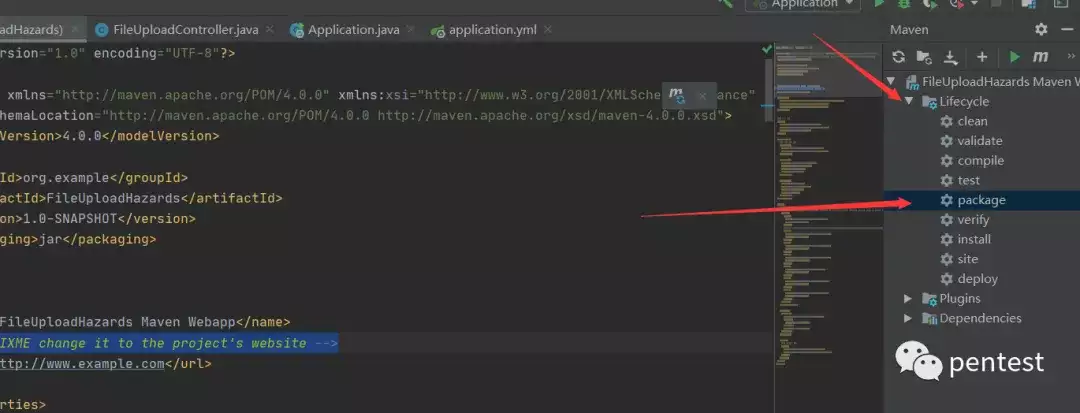 Application
adHazards)
FileUploadController.java
Application.java
application.yml
Maven
rsion="1.0" encoding="UTF-8"?>
xmlns="http://maven.apache.org/POM/4.0.0" xmlns:xsi="http://www.w3.org/2001/XMLSche ance"
hemaLocation="http://maven.apache.org/POM/4.0.0 http://maven.apache.org/xsd/maven-4.0.0.xsd">
Version>4.0.0</modelVersion>
Id>org.example</groupId>
actId>FileUploadHazards</artifactId>
on>1.0-SNAPSHOT</version>
ging>jar</packaging>
FileUploadHazards Maven Webapp</name>
IXME change it to the project's website -->
ttp://www.example.com</url>
erties>
FileUploadHazards Maven W
Lifecycle
clean
validate
compile
test
package
verify
install
site
deploy
Plugins
Dependencies
pentest